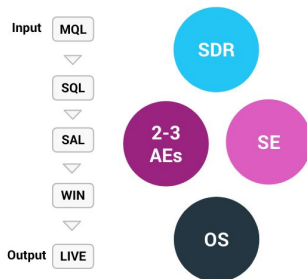 Input MQL
SQL
SAL
WIN
Output LIVE
SDR
2-3
AEs
SE
OS